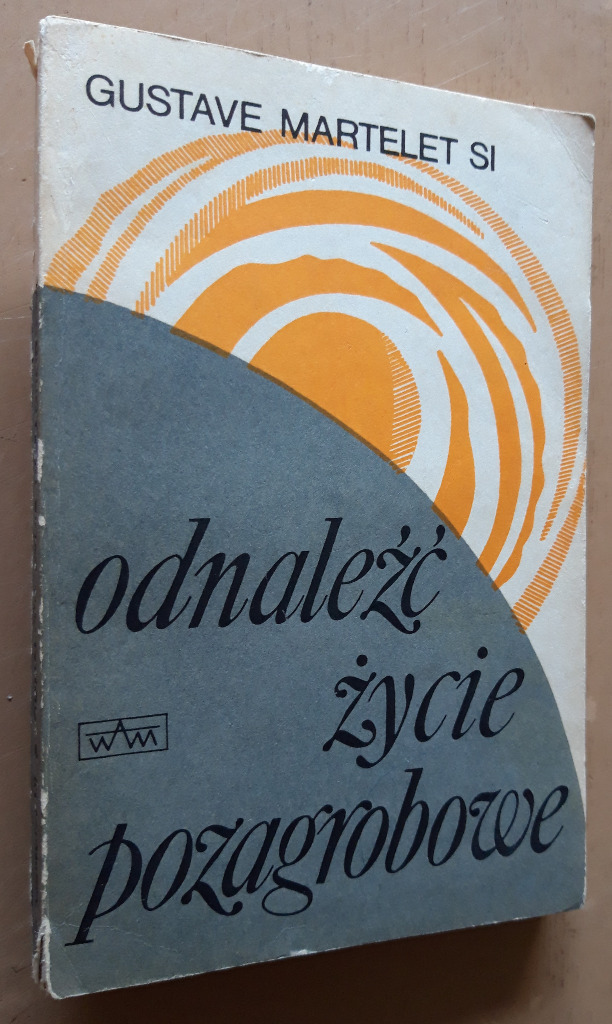 GUSTAVE MARTELET SI
odnaleźć
życie
WAM
pozagrobowe